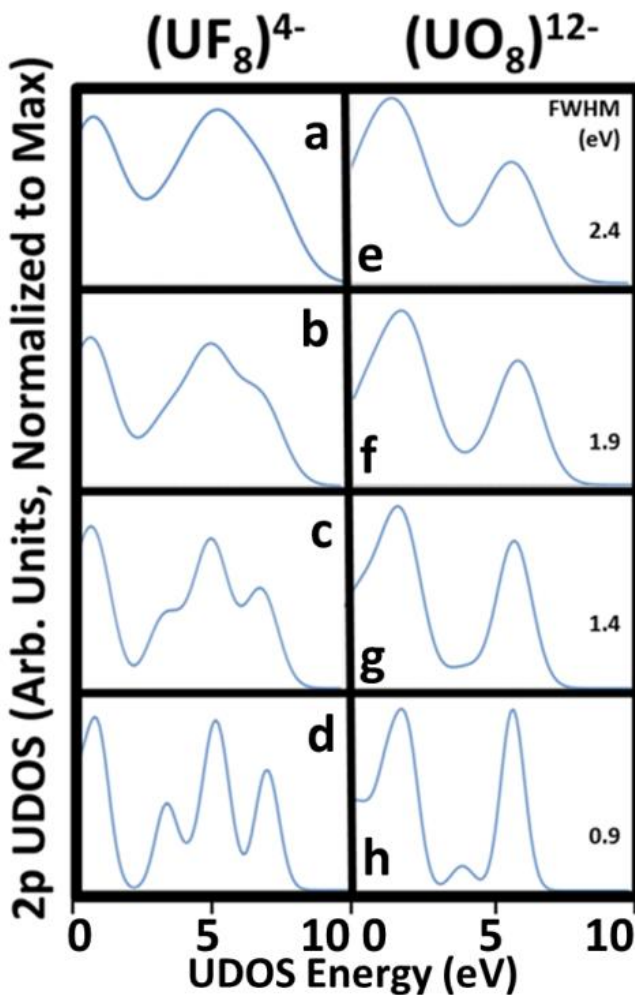 (UF₈)⁴⁻ (UO₈)¹²⁻
2p UDOS (Arb. Units, Normalized to Max)
a
FWHM
(eV)
2.4
e
b
1.9
f
c
1.4
g
d
0.9
h
0 5 10 0 5 10
UDOS Energy (eV)